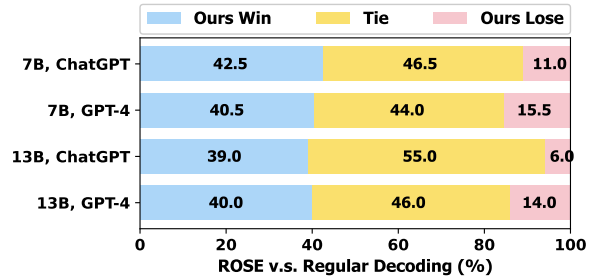 Ours Win Tie Ours Lose
7B, ChatGPT 42.5 46.5 11.0
7B, GPT-4 40.5 44.0 15.5
13B, ChatGPT 39.0 55.0 6.0
13B, GPT-4 40.0 46.0 14.0
0 20 40 60 80 100
ROSE v.s. Regular Decoding (%)